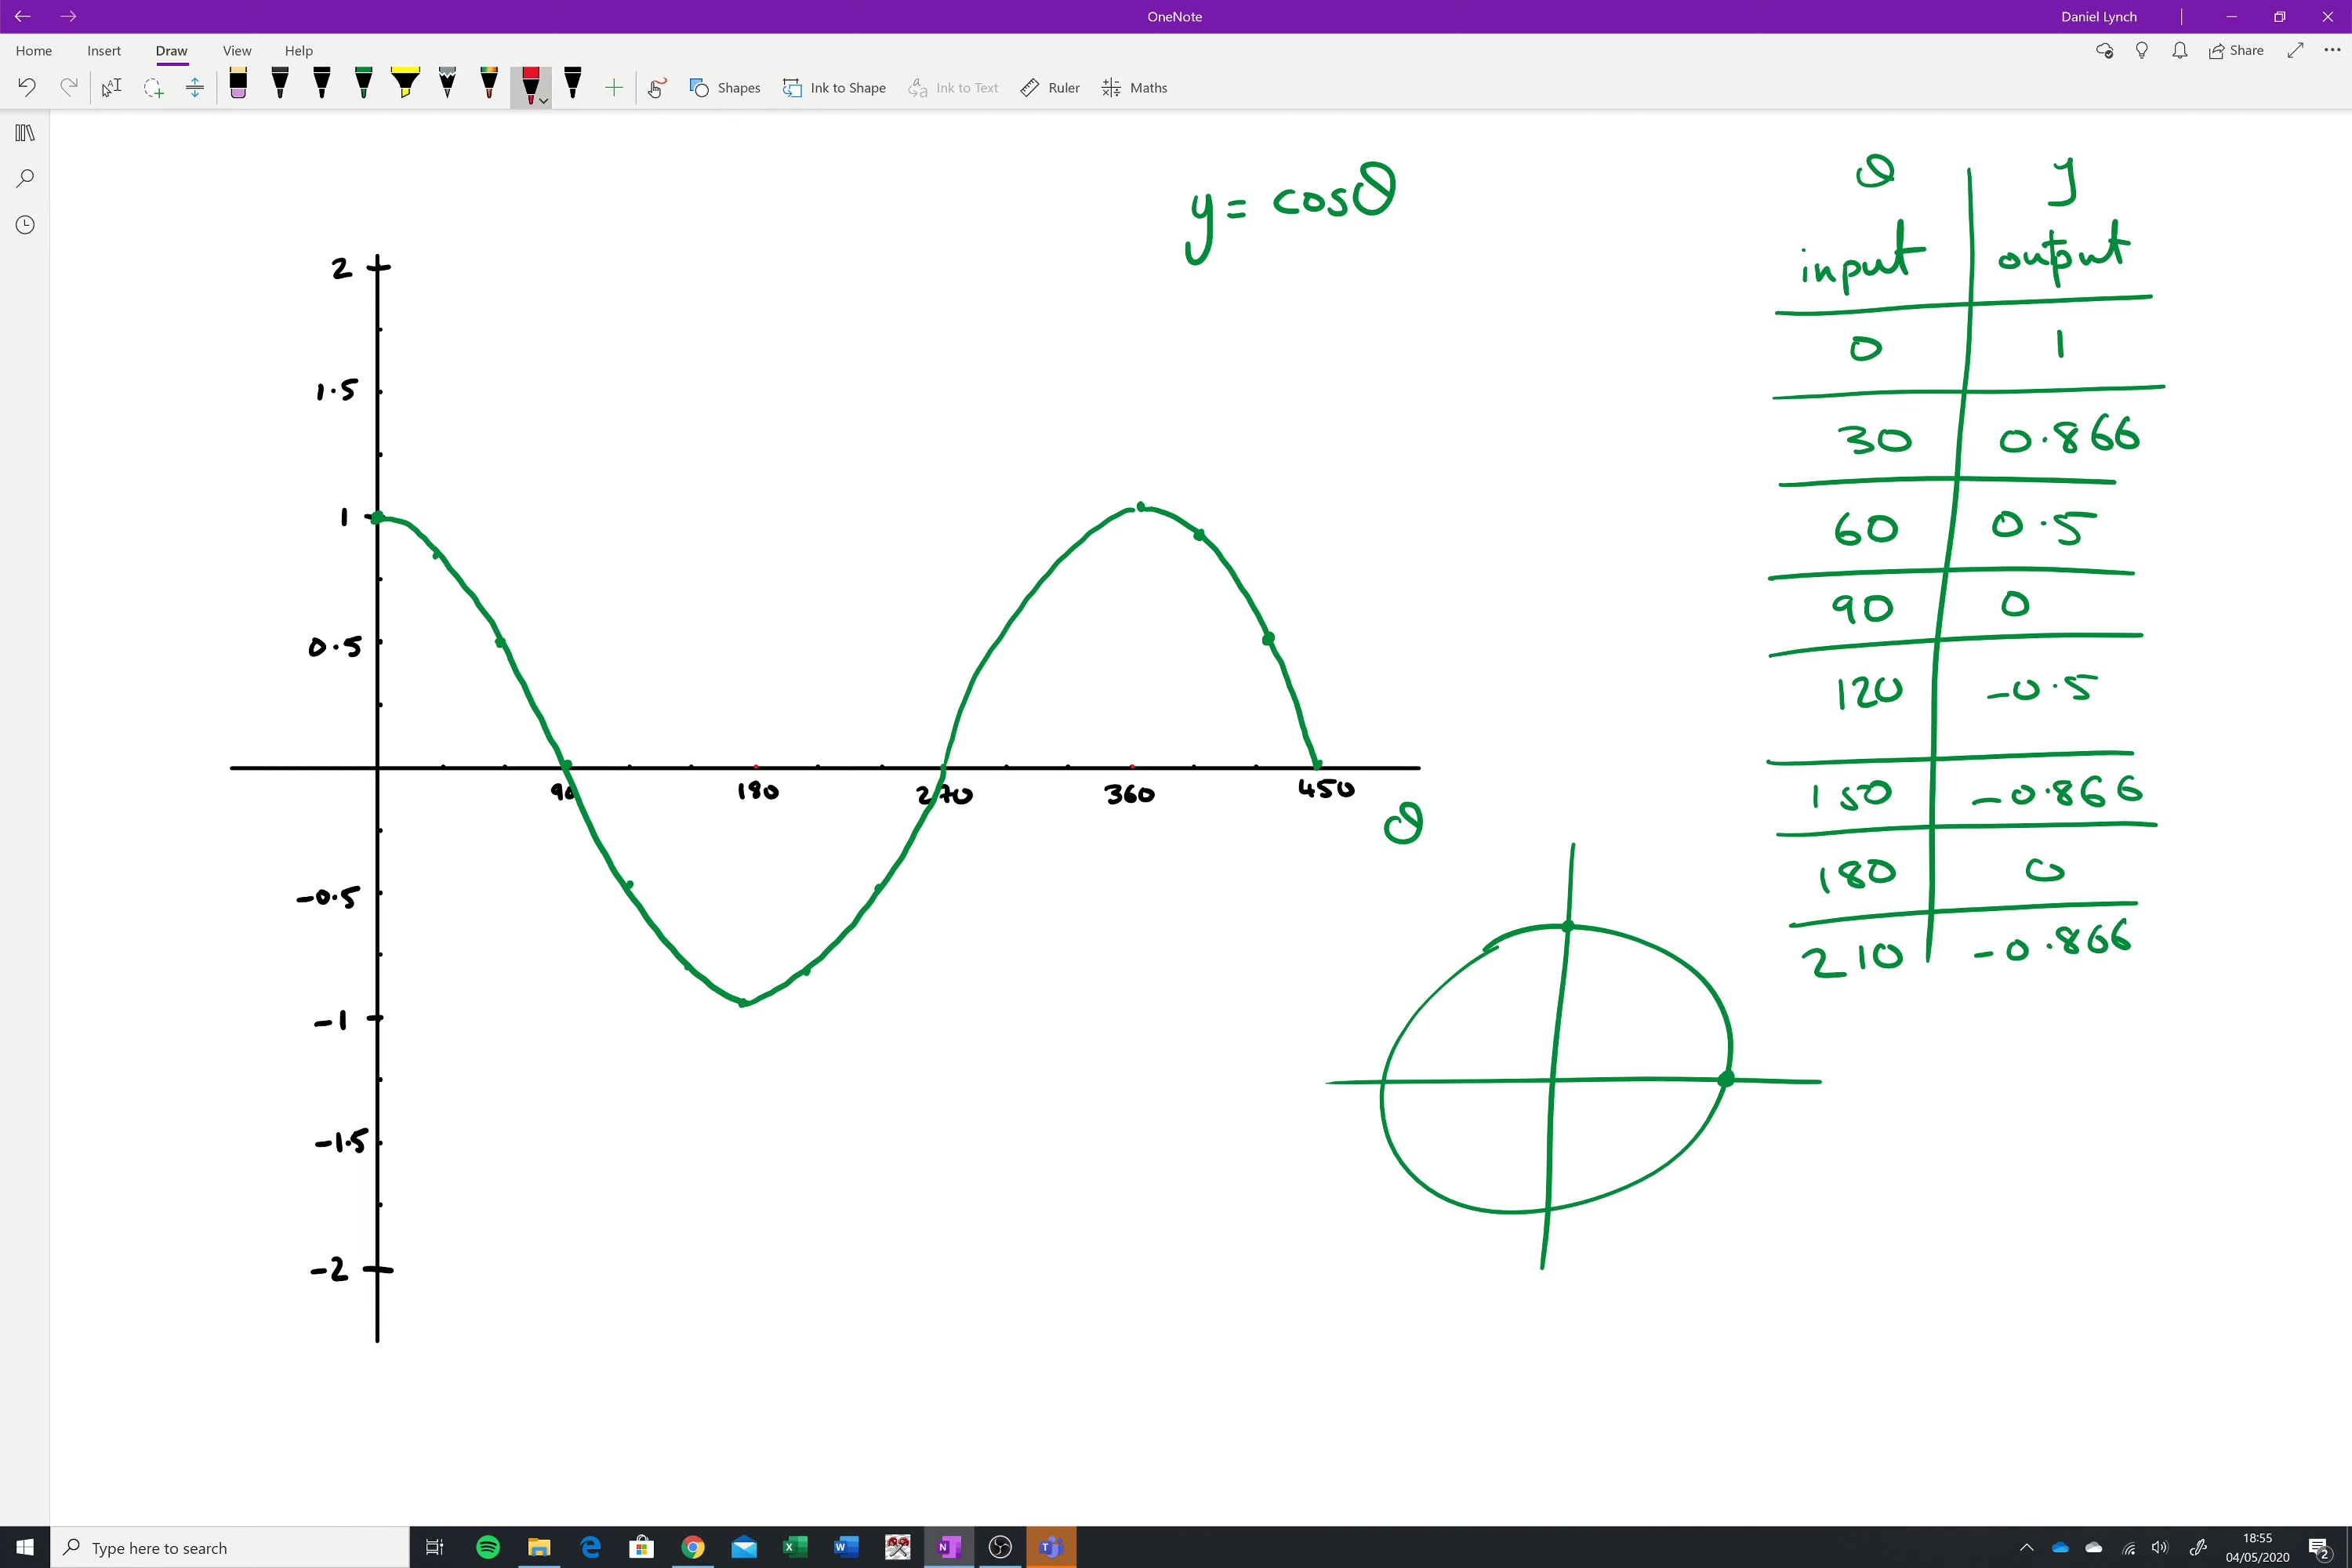 OneNote
Daniel Lynch
Home Insert Draw View Help
Share
Shapes Ink to Shape Ink to Text Ruler Maths
y = cosθ
2
1.5
1
0.5
-0.5
-1
-1.5
-2
90 180 270 360 450
θ
θ y
input output
0 1
30 0.866
60 0.5
90 0
120 -0.5
150 -0.866
180 0
210 -0.866
Type here to search
18:55
04/05/2020
2